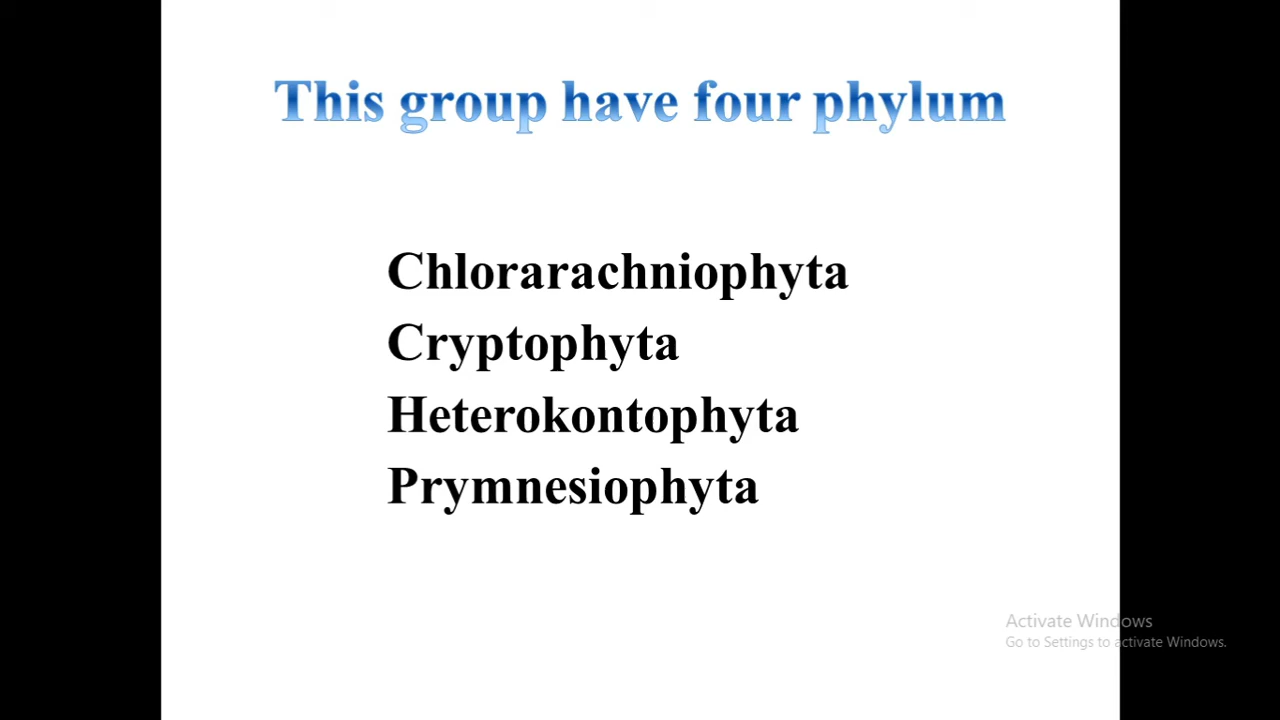 This group have four phylum
Chlorarachniophyta
Cryptophyta
Heterokontophyta
Prymnesiophyta
Activate Windows
Go to Settings to activate Windows.